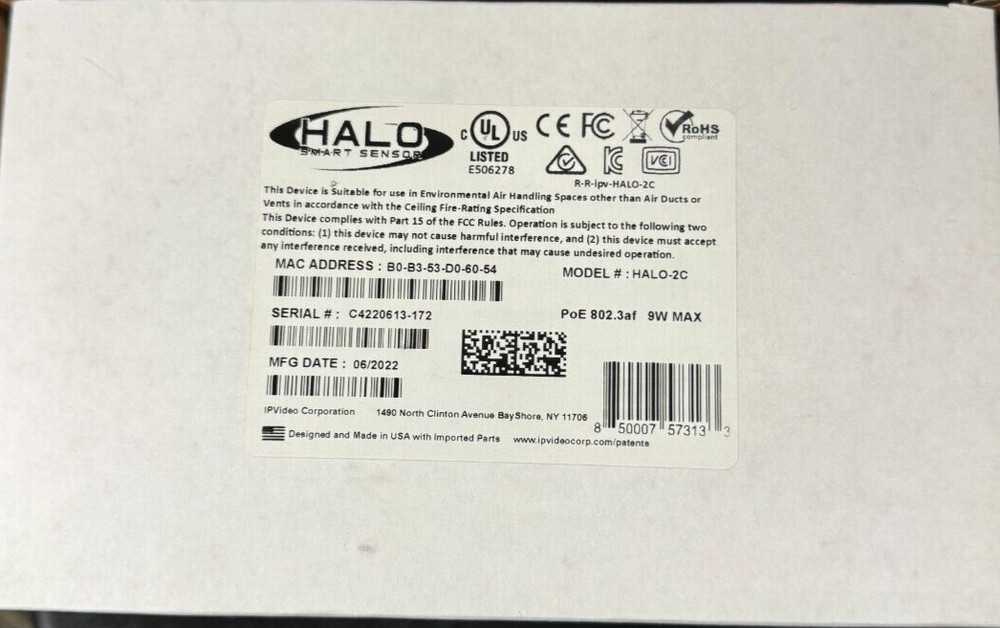 HALO
SMART SENSOR
C UL US
LISTED
E506278
CE FC
RoHS
compliant
VCI
R-R-ipv-HALO-2C
This Device is Suitable for use in Environmental Air Handling Spaces other than Air Ducts or
Vents in accordance with the Ceiling Fire-Rating Specification
This Device complies with Part 15 of the FCC Rules. Operation is subject to the following two
conditions: (1) this device may not cause harmful interference, and (2) this device must accept
any interference received, including interference that may cause undesired operation.
MAC ADDRESS : B0-B3-53-D0-60-54
MODEL # : HALO-2C
SERIAL # : C4220613-172
PoE 802.3af 9W MAX
MFG DATE : 06/2022
IPVideo Corporation 1490 North Clinton Avenue BayShore, NY 11706
8 50007 57313 3
Designed and Made in USA with Imported Parts www.ipvideocorp.com/patents